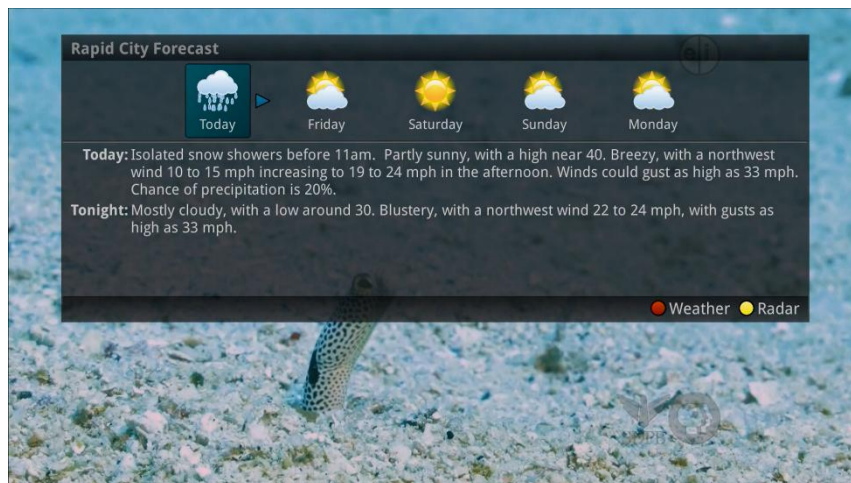 Rapid City Forecast
Today
Friday
Saturday
Sunday
Monday
Today: Isolated snow showers before 11am.  Partly sunny, with a high near 40. Breezy, with a northwest
wind 10 to 15 mph increasing to 19 to 24 mph in the afternoon. Winds could gust as high as 33 mph.
Chance of precipitation is 20%.
Tonight: Mostly cloudy, with a low around 30. Blustery, with a northwest wind 22 to 24 mph, with gusts as
high as 33 mph.
Weather
Radar